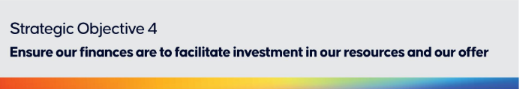 Strategic Objective 4
Ensure our finances are to facilitate investment in our resources and our offer